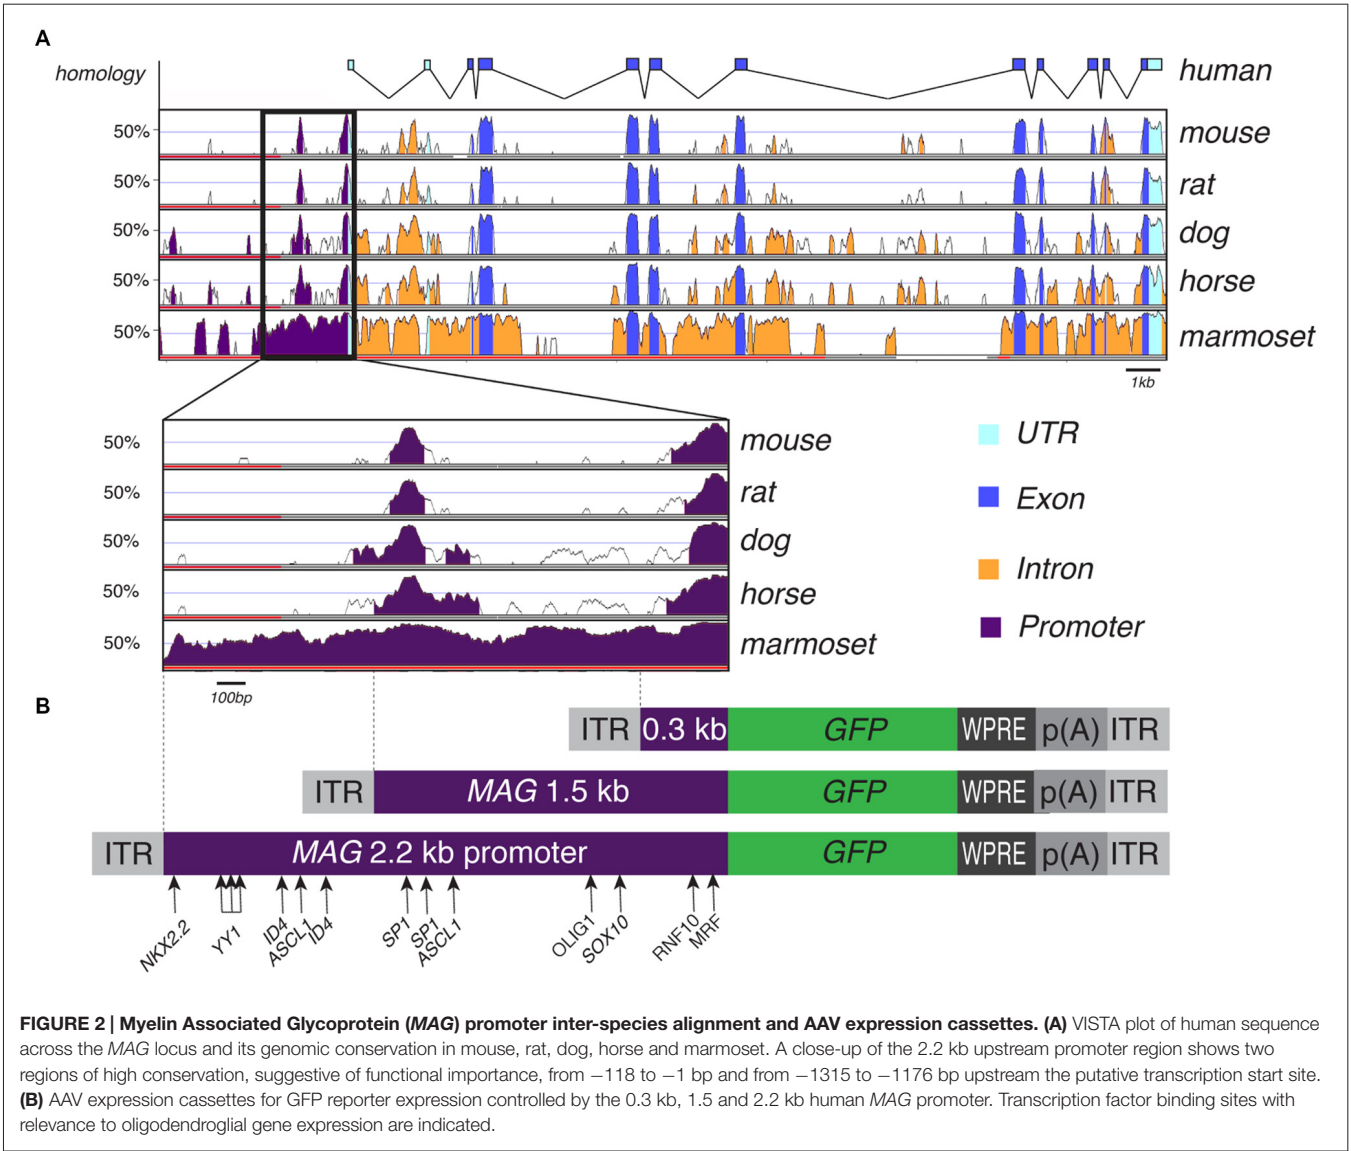 A
homology
human
50%
mouse
50%
rat
50%
dog
50%
horse
50%
marmoset
1kb
50%
mouse
50%
rat
50%
dog
50%
horse
50%
marmoset
100bp
UTR
Exon
Intron
Promoter
B
ITR 0.3 kb GFP WPRE p(A) ITR
ITR MAG 1.5 kb GFP WPRE p(A) ITR
ITR MAG 2.2 kb promoter GFP WPRE p(A) ITR
NKX2.2 YY1 ID4 ASCL1 ID4 SP1 SP1 ASCL1 OLIG1 SOX10 RNF10 MRF
FIGURE 2 | Myelin Associated Glycoprotein (MAG) promoter inter-species alignment and AAV expression cassettes. (A) VISTA plot of human sequence
across the MAG locus and its genomic conservation in mouse, rat, dog, horse and marmoset. A close-up of the 2.2 kb upstream promoter region shows two
regions of high conservation, suggestive of functional importance, from −118 to −1 bp and from −1315 to −1176 bp upstream the putative transcription start site.
(B) AAV expression cassettes for GFP reporter expression controlled by the 0.3 kb, 1.5 and 2.2 kb human MAG promoter. Transcription factor binding sites with
relevance to oligodendroglial gene expression are indicated.